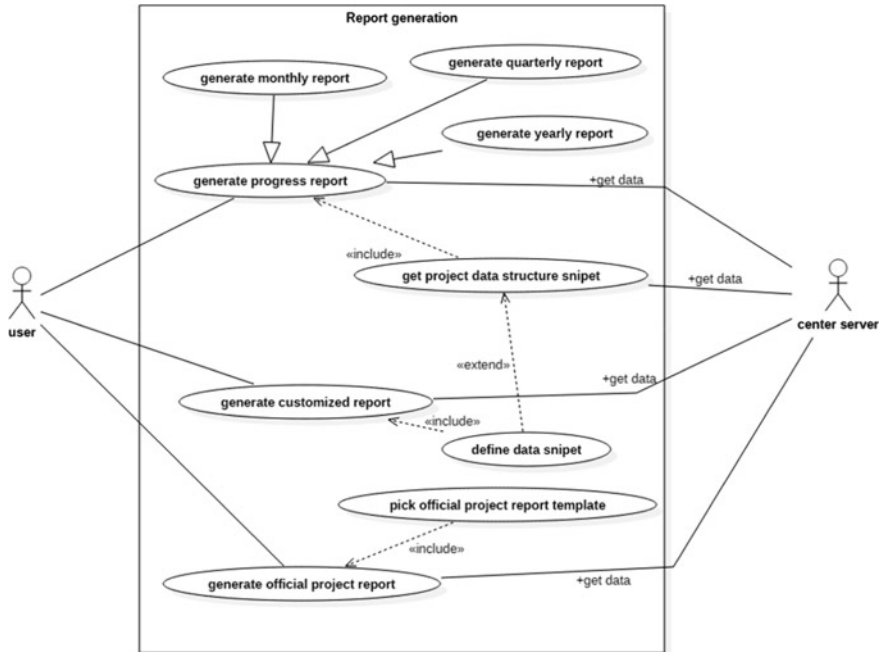 Report generation
generate quarterly report
generate monthly report
generate yearly report
generate progress report
+get data
«include»
get project data structure snipet
+get data
user
center server
«extend»
+get data
generate customized report
«include»
define data snipet
pick official project report template
«include»
generate official project report
+get data